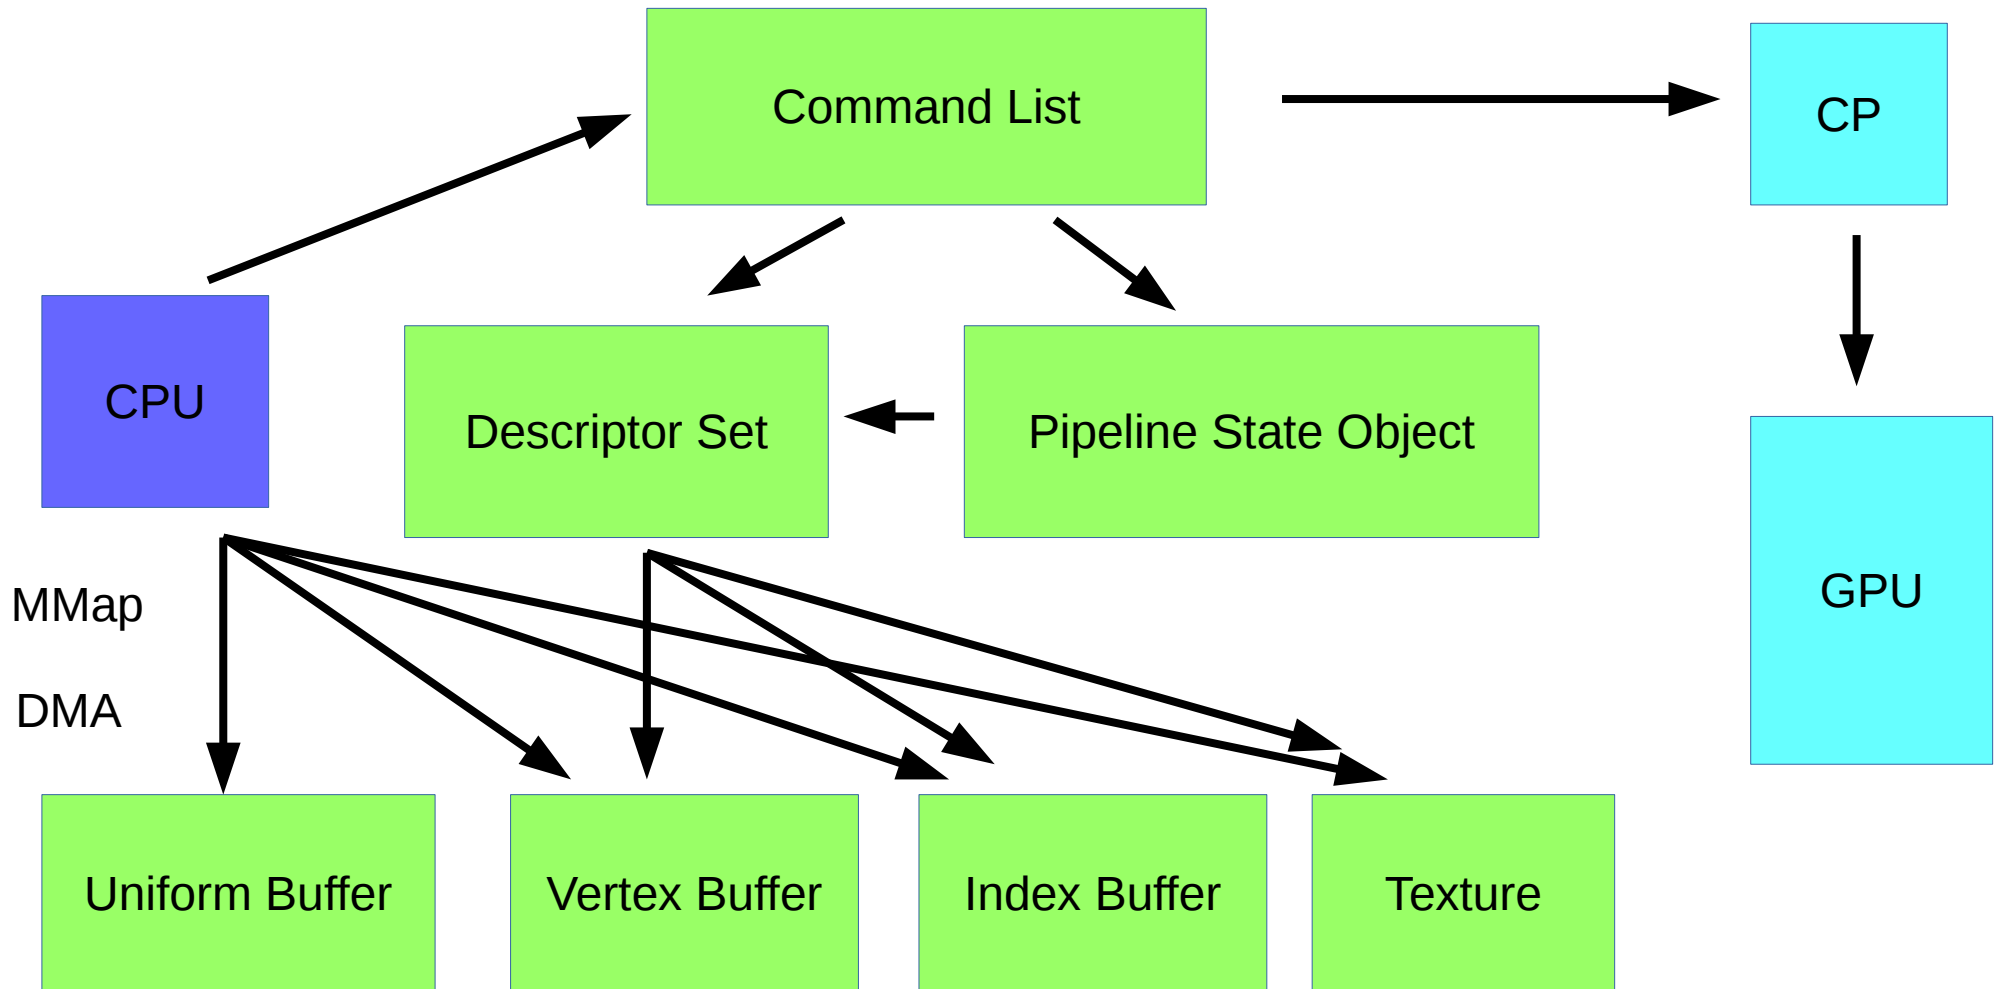 Command List
CP
CPU
Descriptor Set
Pipeline State Object
GPU
MMap
DMA
Uniform Buffer
Vertex Buffer
Index Buffer
Texture